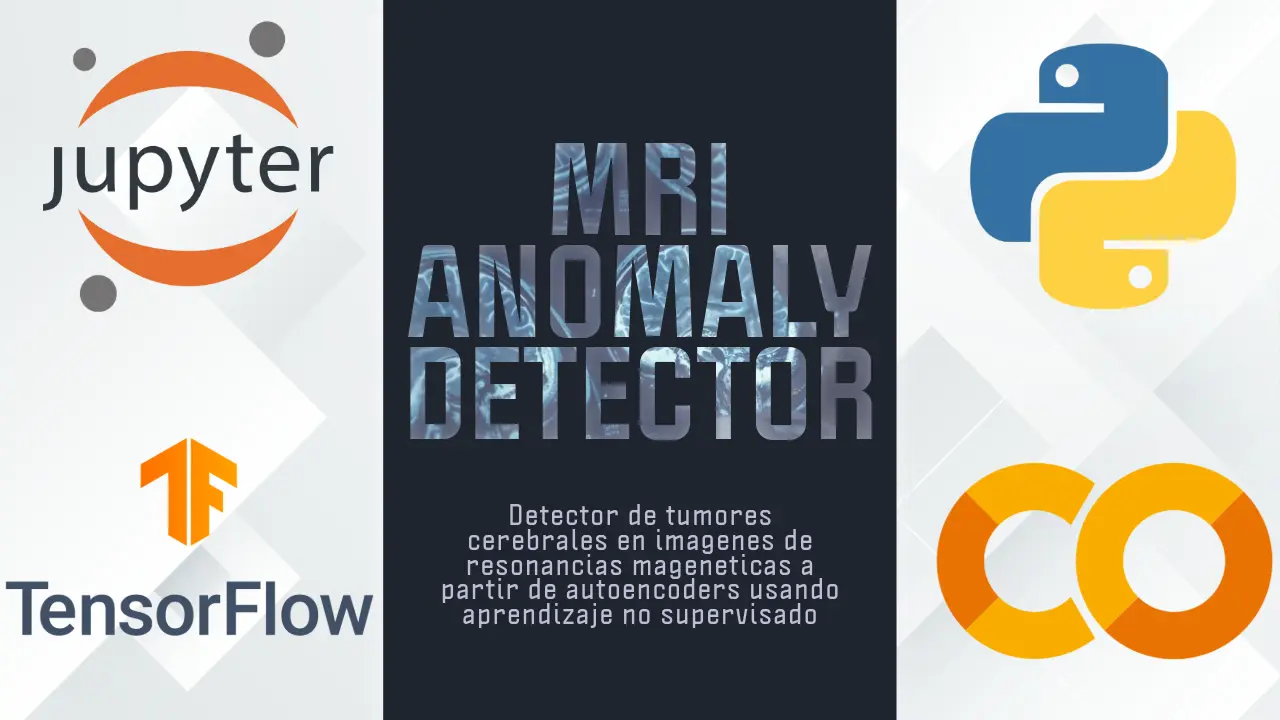 jupyter
MRI
ANOMALY
DETECTOR
Detector de tumores
cerebrales en imagenes de
resonancias mageneticas a
partir de autoencoders usando
aprendizaje no supervisado
TF
TensorFlow
CO